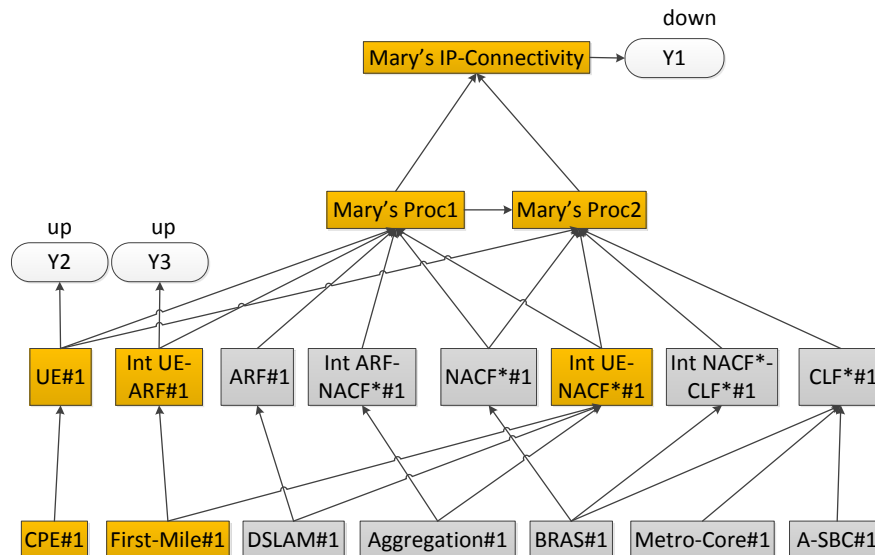 down
Mary's IP-Connectivity
Y1
Mary's Proc1
Mary's Proc2
up
up
Y2
Y3
UE#1
Int UE-
ARF#1
ARF#1
Int ARF-
NACF*#1
NACF*#1
Int UE-
NACF*#1
Int NACF*-
CLF*#1
CLF*#1
CPE#1
First-Mile#1
DSLAM#1
Aggregation#1
BRAS#1
Metro-Core#1
A-SBC#1